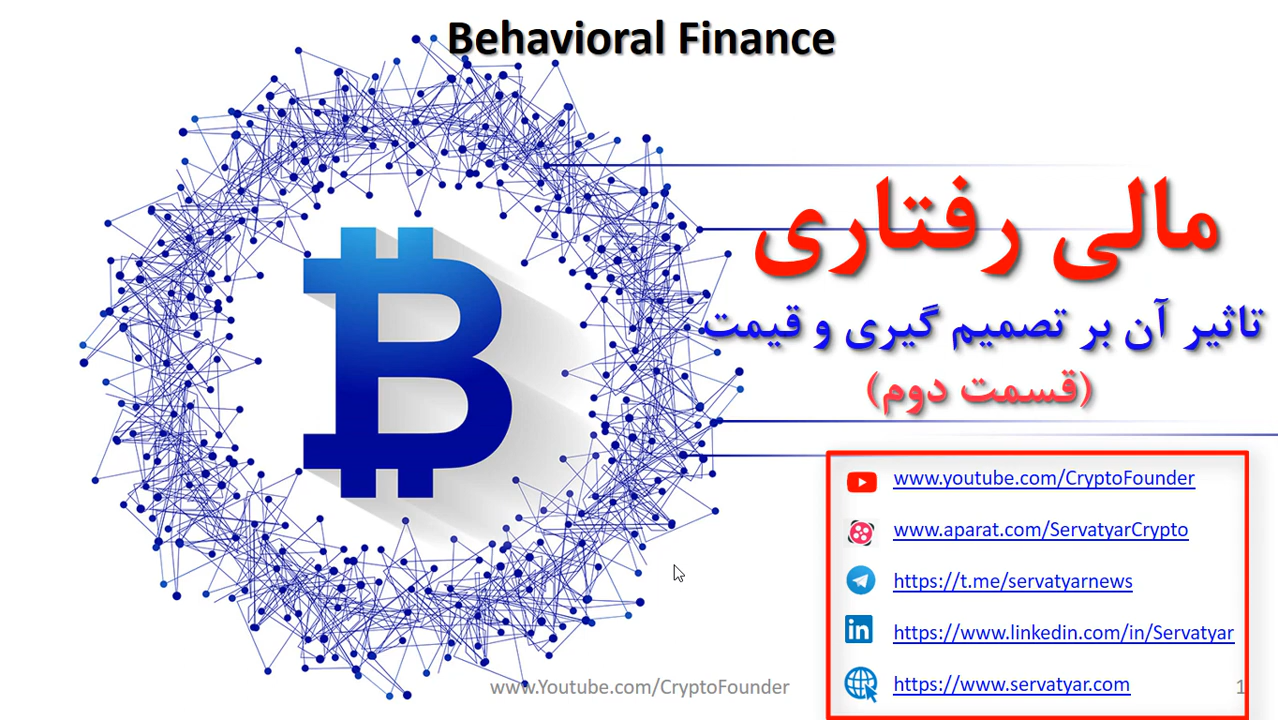 Behavioral Finance
مالی رفتاری
تاثیر آن بر تصمیم گیری و قیمت
(قسمت دوم)
www.youtube.com/CryptoFounder
www.aparat.com/ServatyarCrypto
https://t.me/servatyarnews
https://www.linkedin.com/in/Servatyar
https://www.servatyar.com
www.Youtube.com/CryptoFounder
1